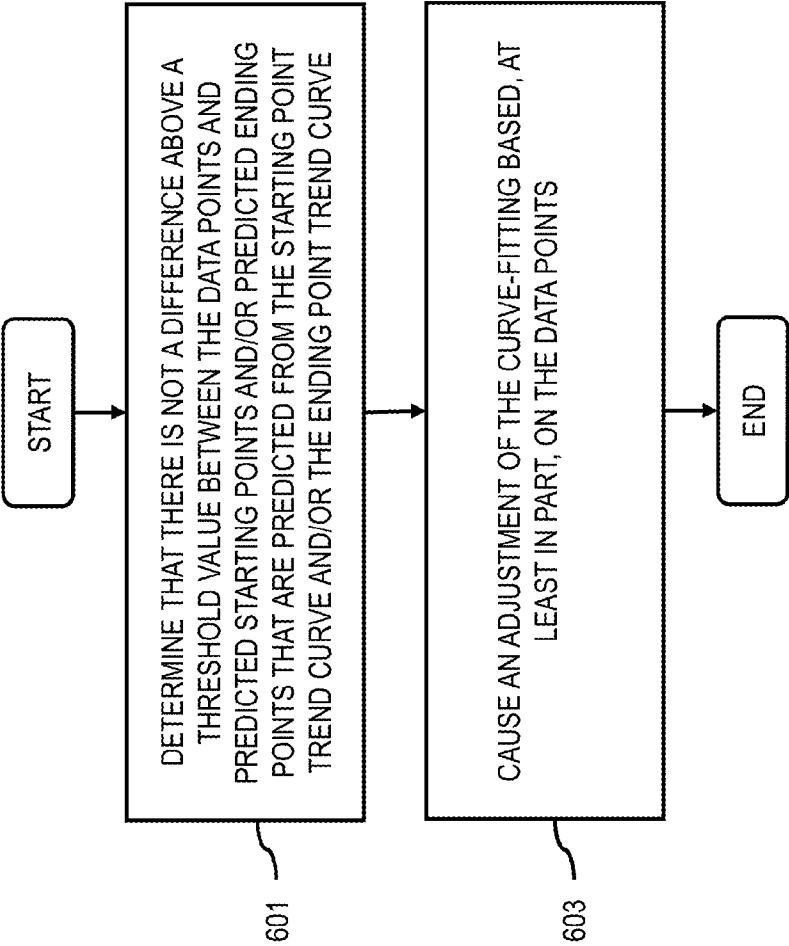 START
DETERMINE THAT THERE IS NOT A DIFFERENCE ABOVE A
THRESHOLD VALUE BETWEEN THE DATA POINTS AND
PREDICTED STARTING POINTS AND/OR PREDICTED ENDING
POINTS THAT ARE PREDICTED FROM THE STARTING POINT
TREND CURVE AND/OR THE ENDING POINT TREND CURVE
601
CAUSE AN ADJUSTMENT OF THE CURVE-FITTING BASED, AT
LEAST IN PART, ON THE DATA POINTS
603
END